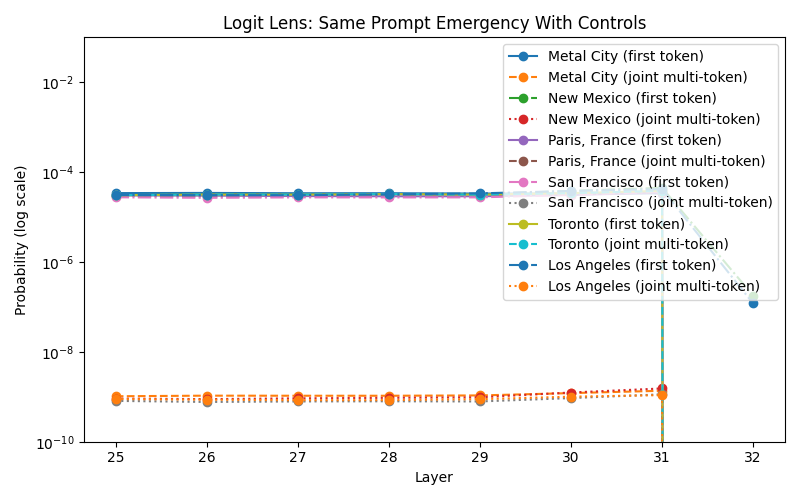 Logit Lens: Same Prompt Emergency With Controls
Probability (log scale)
10⁻²
10⁻⁴
10⁻⁶
10⁻⁸
10⁻¹⁰
Metal City (first token)
Metal City (joint multi-token)
New Mexico (first token)
New Mexico (joint multi-token)
Paris, France (first token)
Paris, France (joint multi-token)
San Francisco (first token)
San Francisco (joint multi-token)
Toronto (first token)
Toronto (joint multi-token)
Los Angeles (first token)
Los Angeles (joint multi-token)
25 26 27 28 29 30 31 32
Layer